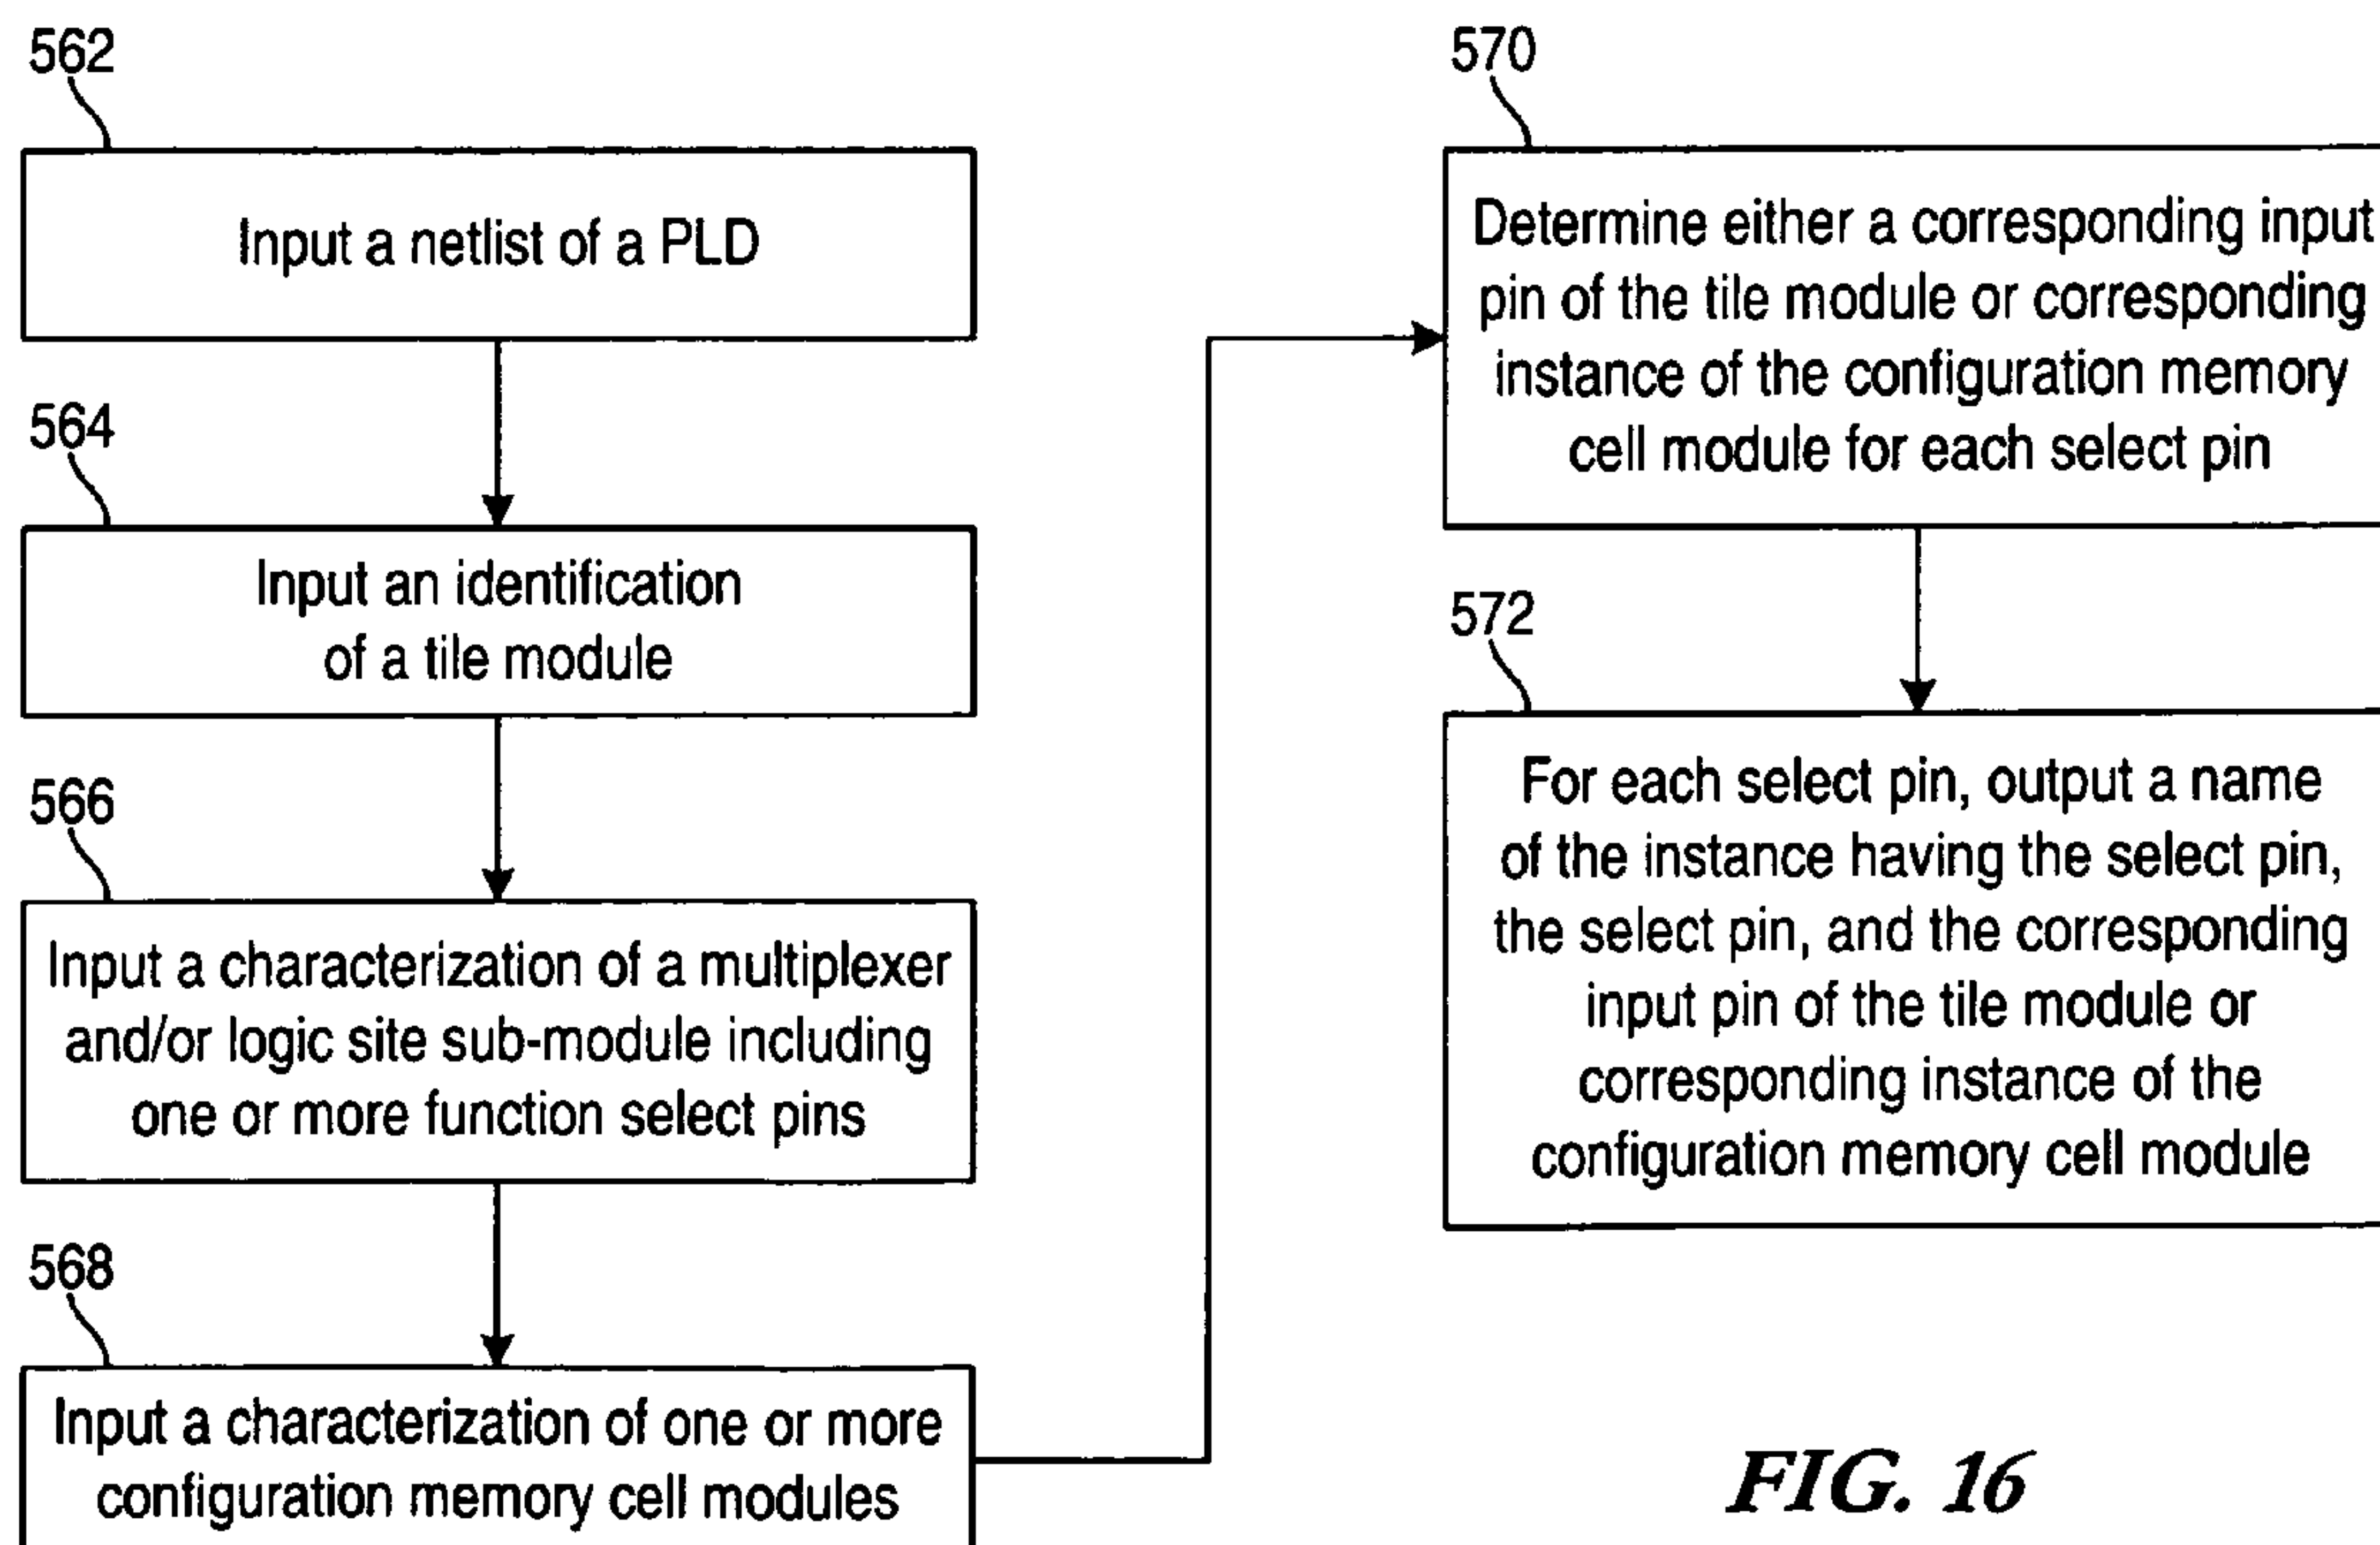 562
Input a netlist of a PLD
564
Input an identification
of a tile module
566
Input a characterization of a multiplexer
and/or logic site sub-module including
one or more function select pins
568
Input a characterization of one or more
configuration memory cell modules
570
Determine either a corresponding input
pin of the tile module or corresponding
instance of the configuration memory
cell module for each select pin
572
For each select pin, output a name
of the instance having the select pin,
the select pin, and the corresponding
input pin of the tile module or
corresponding instance of the
configuration memory cell module
FIG. 16